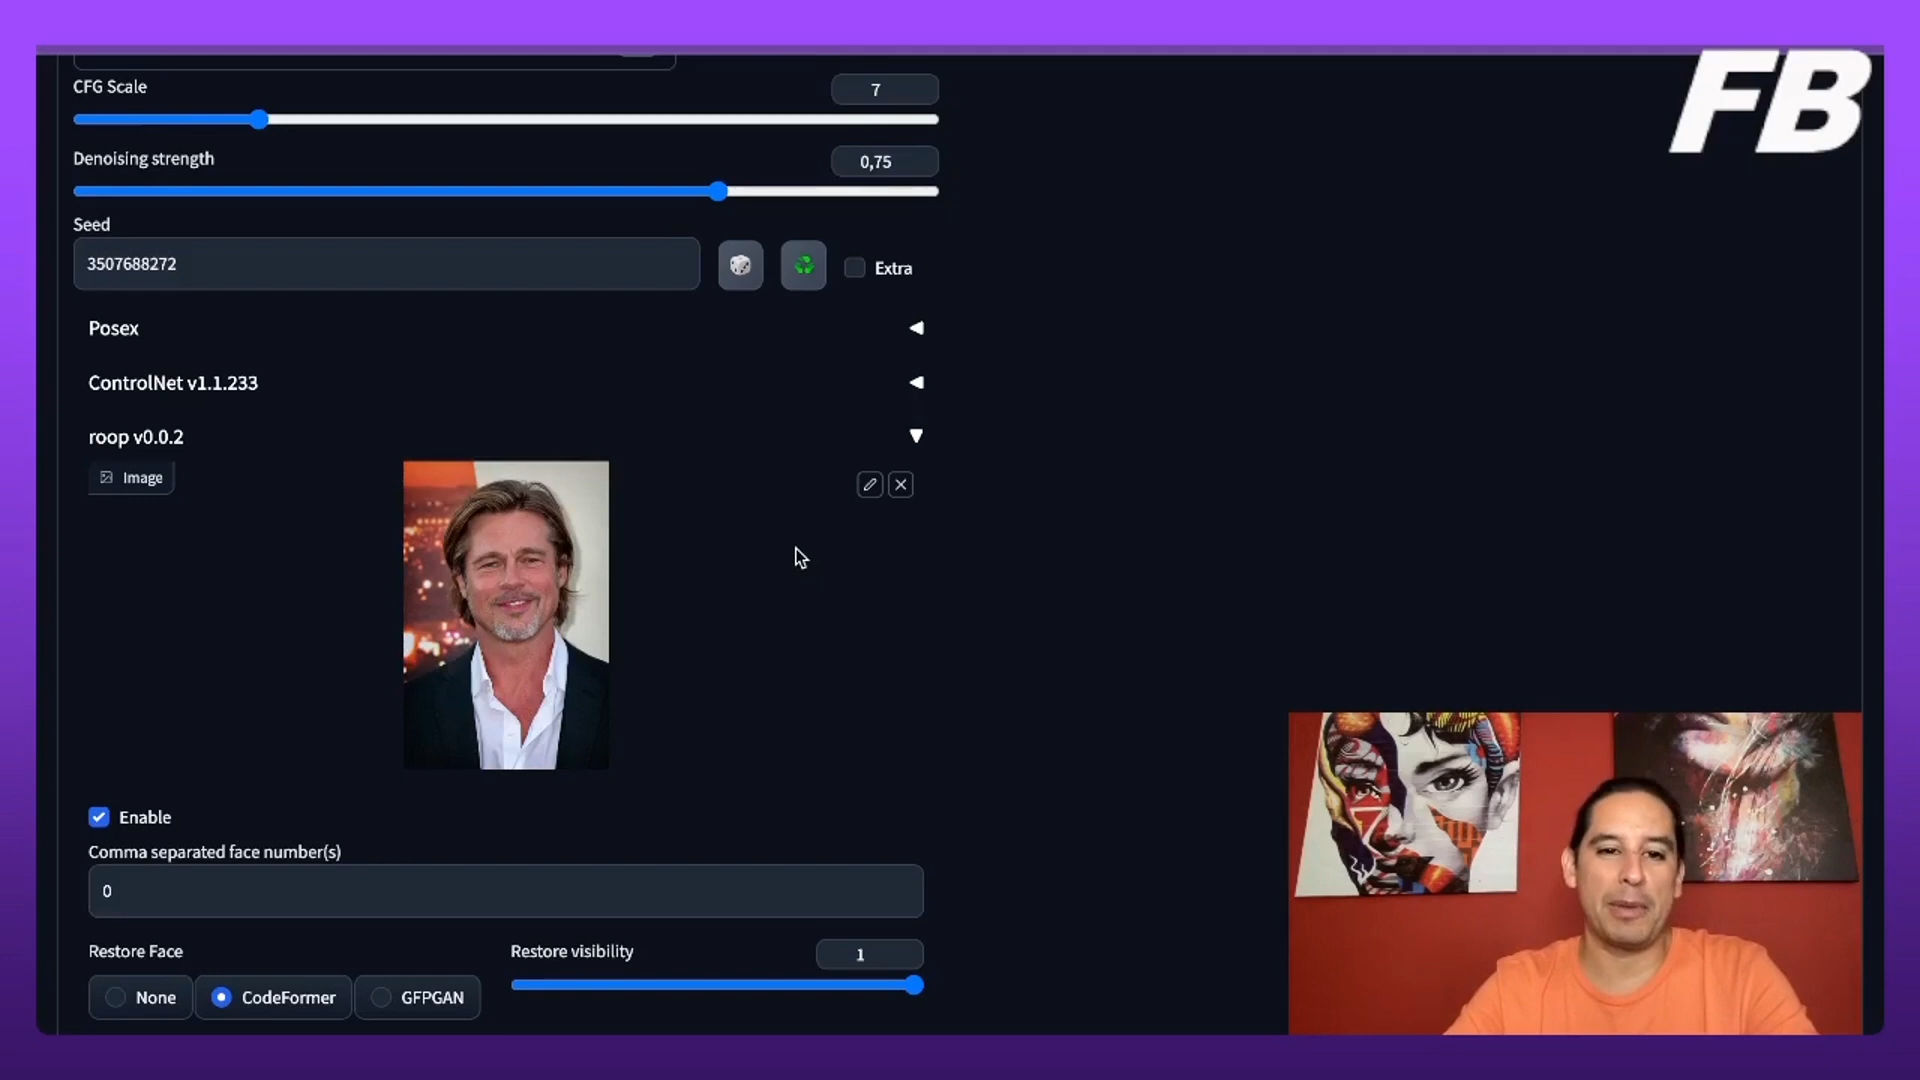 FB
CFG Scale
7
Denoising strength
0,75
Seed
3507688272
Extra
Posex
ControlNet v1.1.233
roop v0.0.2
Image
Enable
Comma separated face number(s)
0
Restore Face
Restore visibility
1
None
CodeFormer
GFPGAN